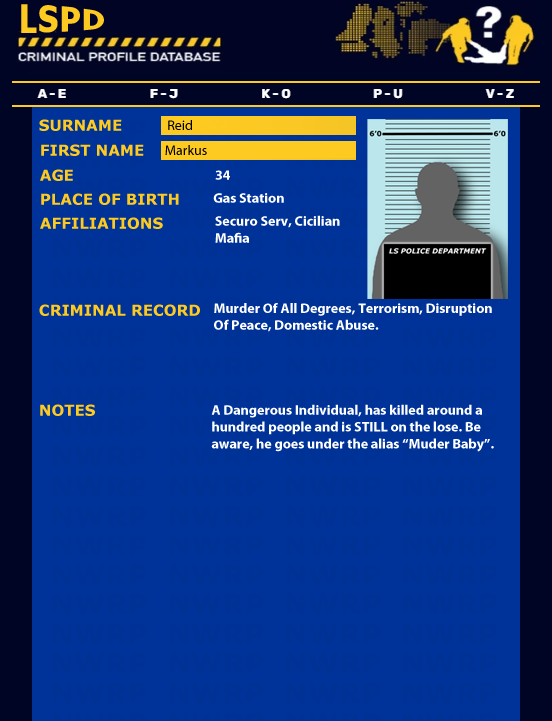 LSPD
CRIMINAL PROFILE DATABASE
?
A-E F-J K-O P-U V-Z
SURNAME Reid
FIRST NAME Markus
AGE 34
PLACE OF BIRTH Gas Station
AFFILIATIONS Securo Serv, Cicilian
Mafia
6'0 6'0
LS POLICE DEPARTMENT
CRIMINAL RECORD Murder Of All Degrees, Terrorism, Disruption
Of Peace, Domestic Abuse.
NOTES A Dangerous Individual, has killed around a
hundred people and is STILL on the lose. Be
aware, he goes under the alias “Muder Baby”.